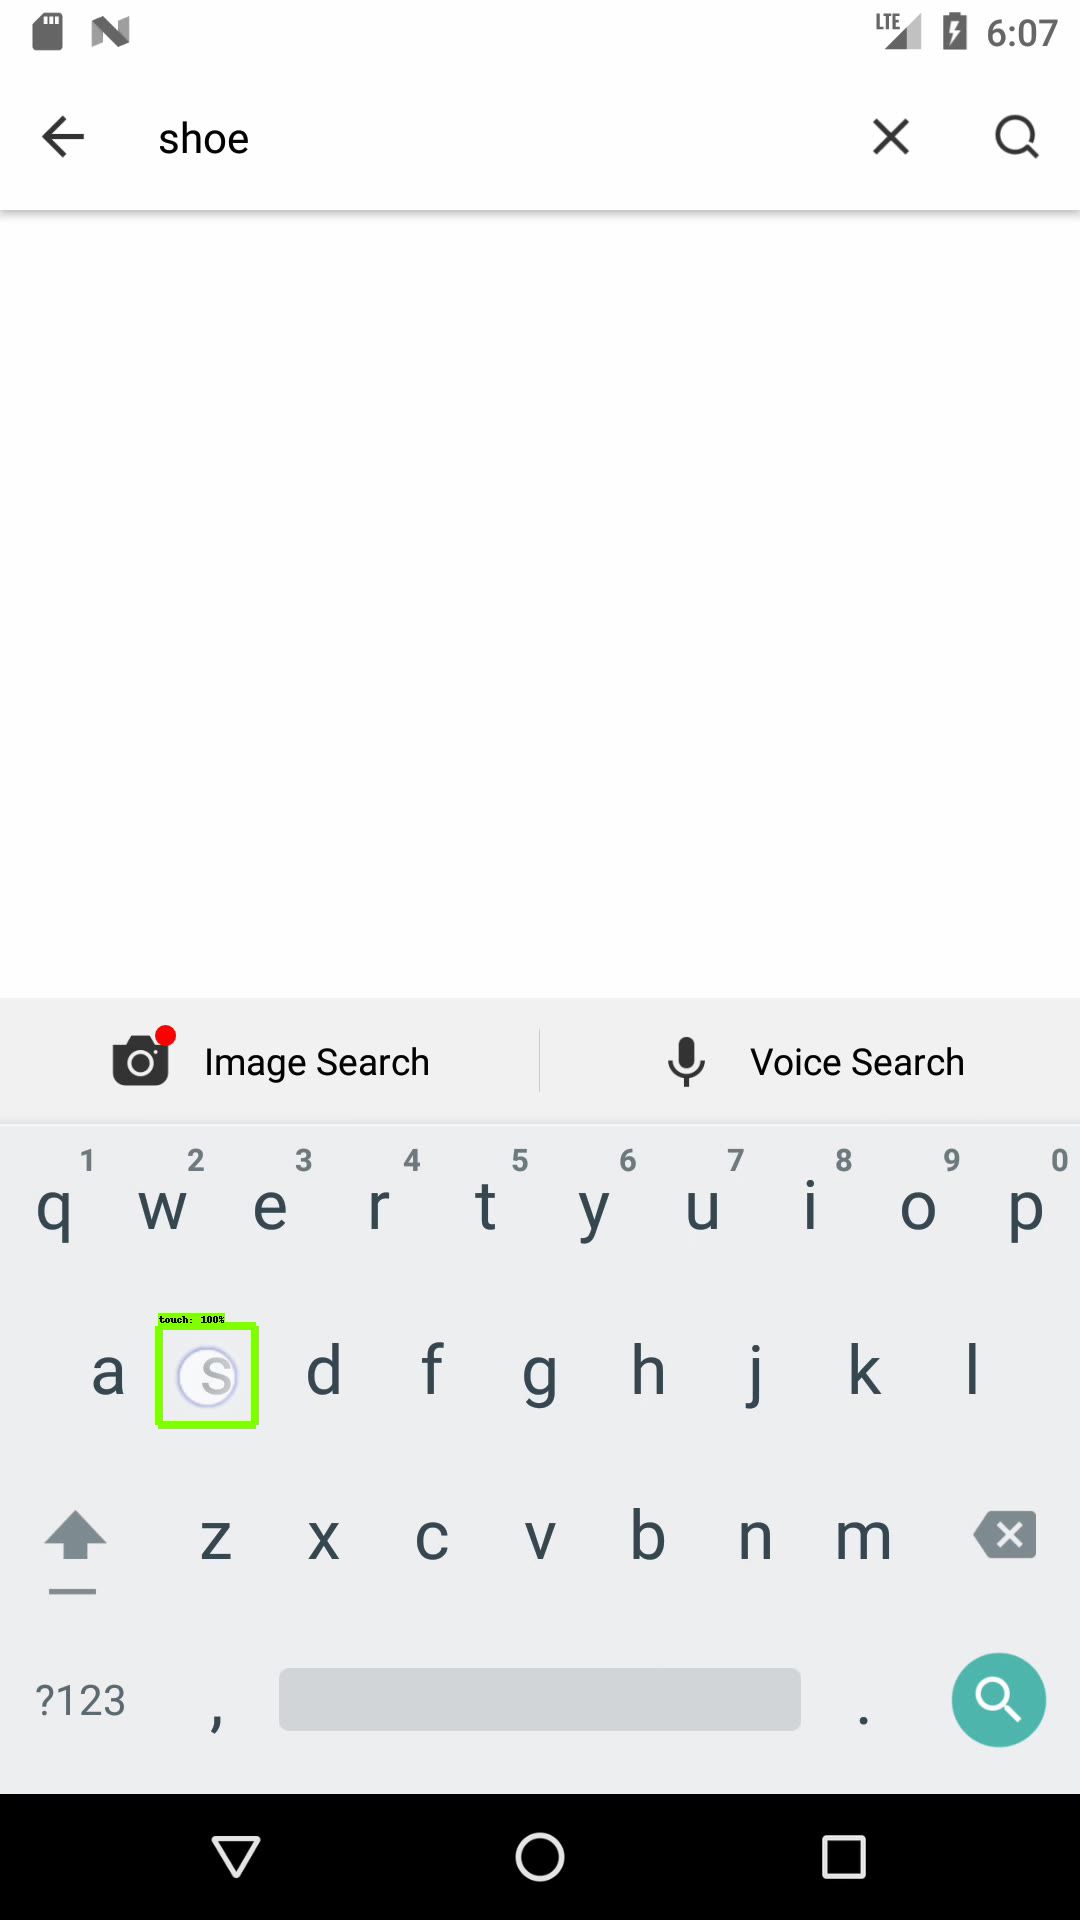 LTE 6:07
shoe
Image Search Voice Search
1 2 3 4 5 6 7 8 9 0
q w e r t y u i o p
touch: 100%
a s d f g h j k l
z x c v b n m
?123 , .